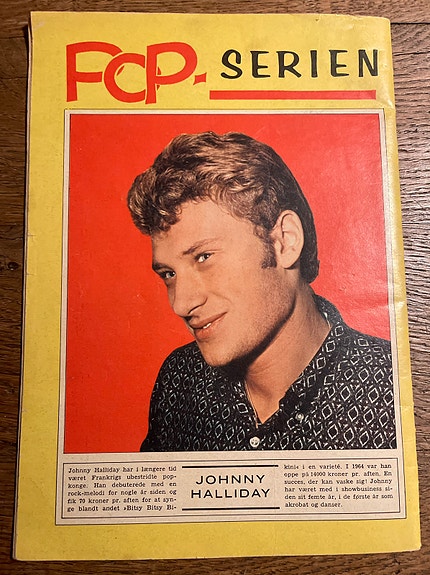 POP-SERIEN
Johnny Halliday har i længere tid
været Frankrigs ubestridte pop-
konge. Han debuterede med en
rock-melodi for nogle år siden og
fik 70 kroner pr. aften for at syn-
ge blandt andet »Bitsy Bitsy Bi-
JOHNNY
HALLIDAY
kini« i en varieté. I 1964 var han
oppe på 14000 kroner pr. aften. En
succes, der kan vaske sig! Johnny
har været med i showbusiness si-
den sit femte år, i de første år som
akrobat og danser.